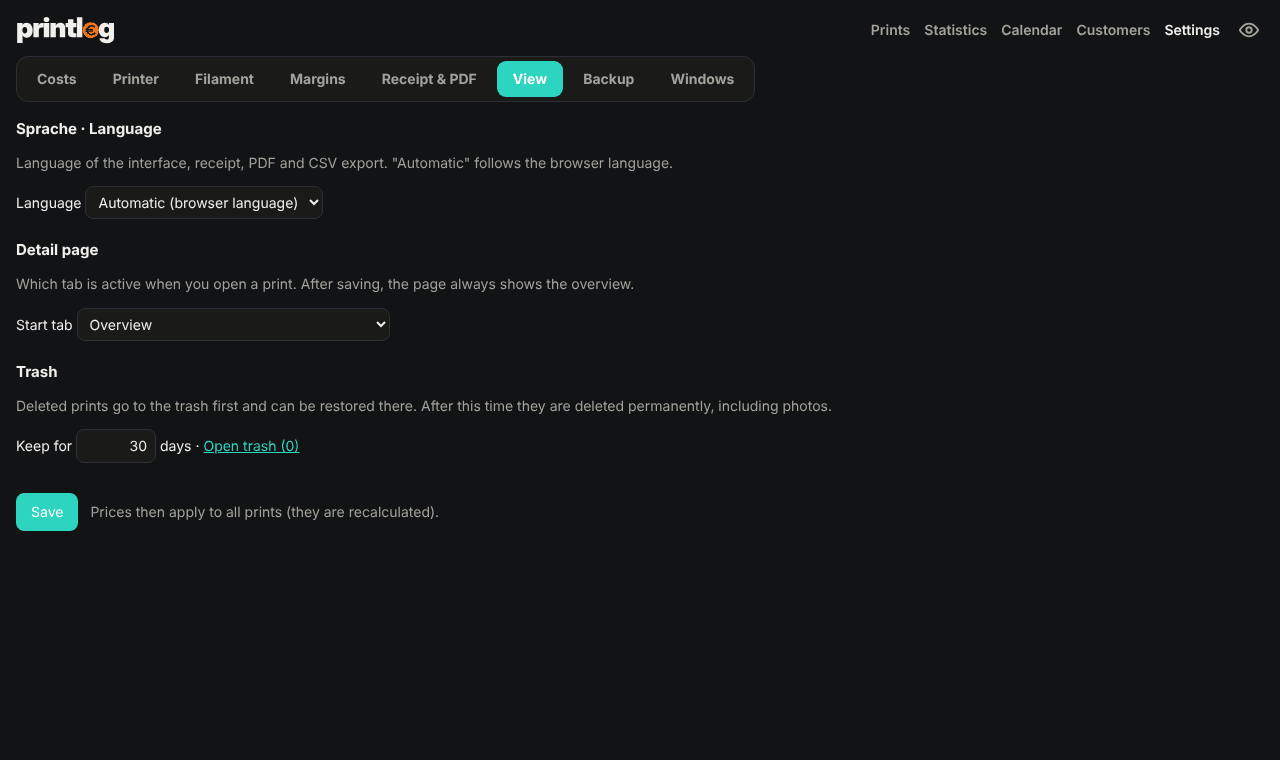 printlog
Prints Statistics Calendar Customers Settings
Costs Printer Filament Margins Receipt & PDF View Backup Windows
Sprache · Language
Language of the interface, receipt, PDF and CSV export. "Automatic" follows the browser language.
Language Automatic (browser language)
Detail page
Which tab is active when you open a print. After saving, the page always shows the overview.
Start tab Overview
Trash
Deleted prints go to the trash first and can be restored there. After this time they are deleted permanently, including photos.
Keep for 30 days · Open trash (0)
Save Prices then apply to all prints (they are recalculated).